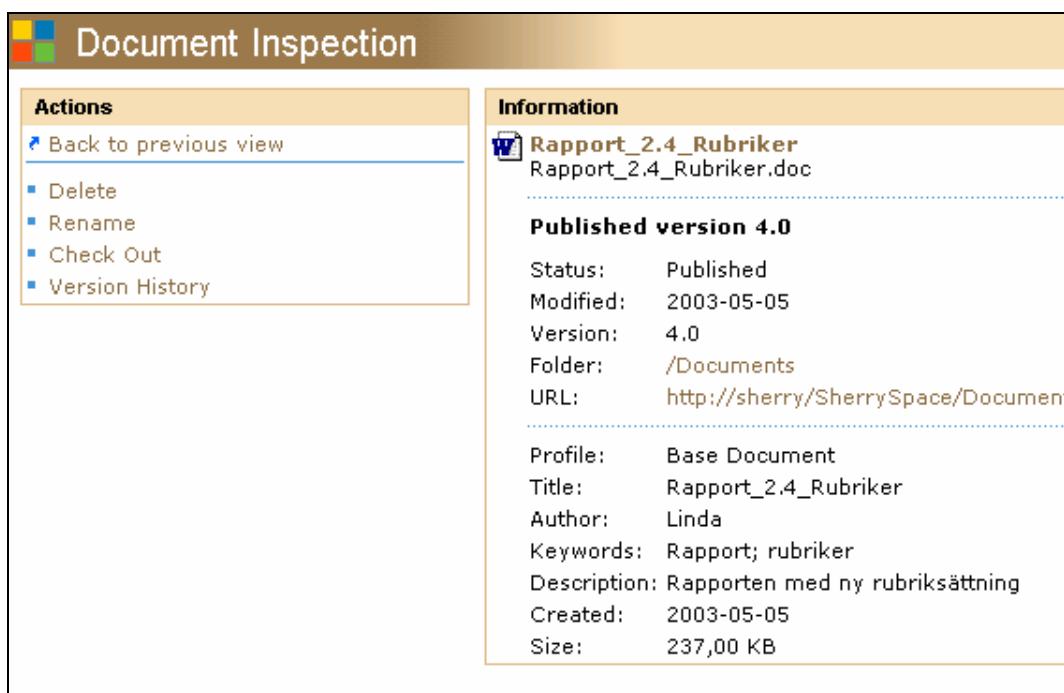 Document Inspection
Actions
Back to previous view
Delete
Rename
Check Out
Version History
Information
Rapport_2.4_Rubriker
Rapport_2.4_Rubriker.doc
Published version 4.0
Status: Published
Modified: 2003-05-05
Version: 4.0
Folder: /Documents
URL: http://sherry/SherrySpace/Document
Profile: Base Document
Title: Rapport_2.4_Rubriker
Author: Linda
Keywords: Rapport; rubriker
Description: Rapporten med ny rubriksättning
Created: 2003-05-05
Size: 237,00 KB